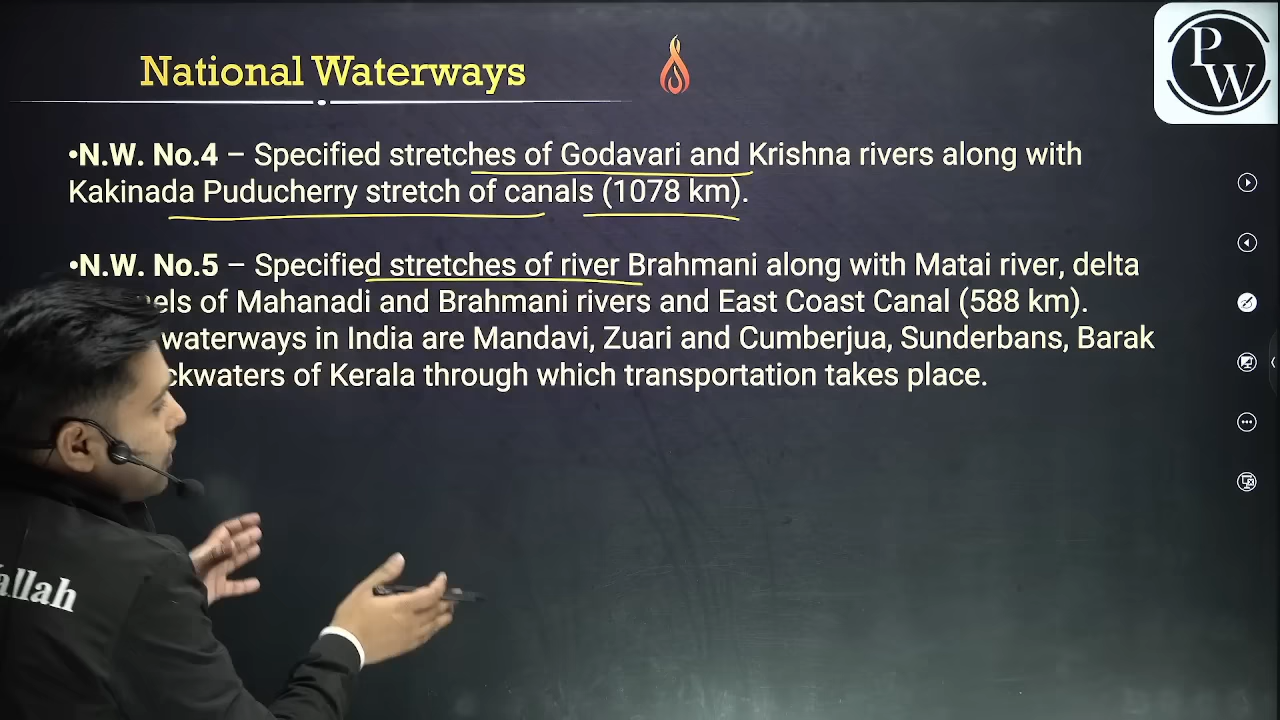 National Waterways
PW
•N.W. No.4 – Specified stretches of Godavari and Krishna rivers along with
Kakinada Puducherry stretch of canals (1078 km).
•N.W. No.5 – Specified stretches of river Brahmani along with Matai river, delta
of Mahanadi and Brahmani rivers and East Coast Canal (588 km).
waterways in India are Mandavi, Zuari and Cumberjua, Sunderbans, Barak
of Kerala through which transportation takes place.